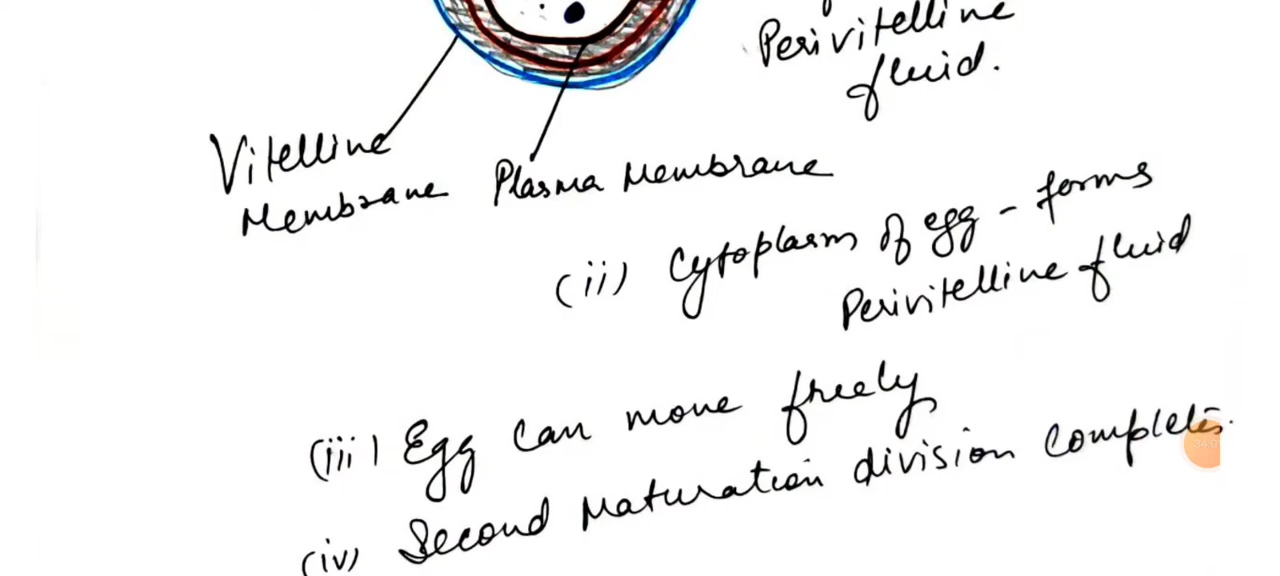 Perivitelline
fluid.
Vitelline
Membrane
Plasma Membrane
(ii) Cytoplasm of egg - forms
Perivitelline fluid
(iii) Egg can move freely
(iv) Second Maturation division completes.